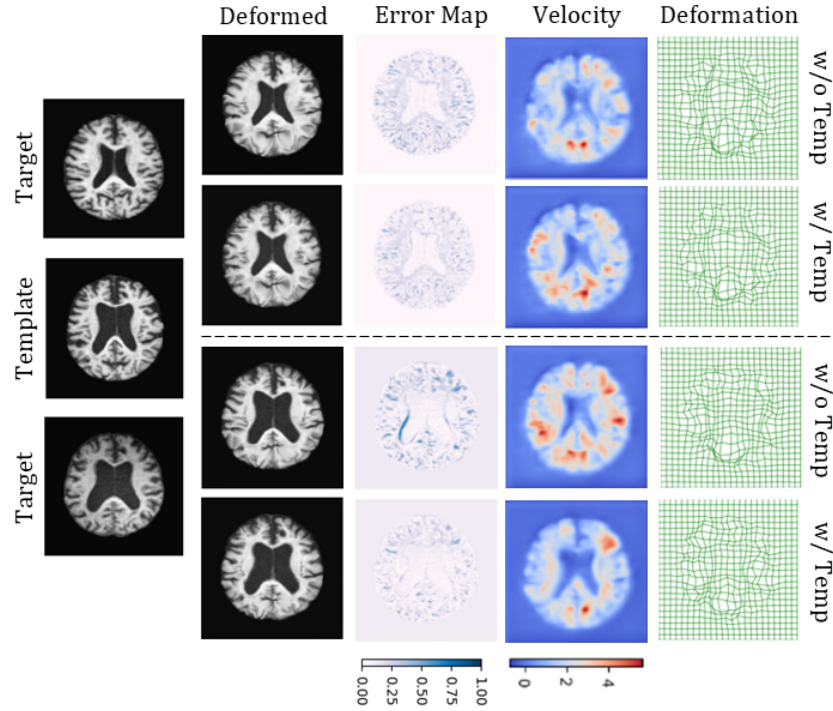 Deformed Error Map Velocity Deformation
Target
Template
Target
w/o Temp
w/ Temp
w/o Temp
w/ Temp
0.00 0.25 0.50 0.75 1.00
0 2 4